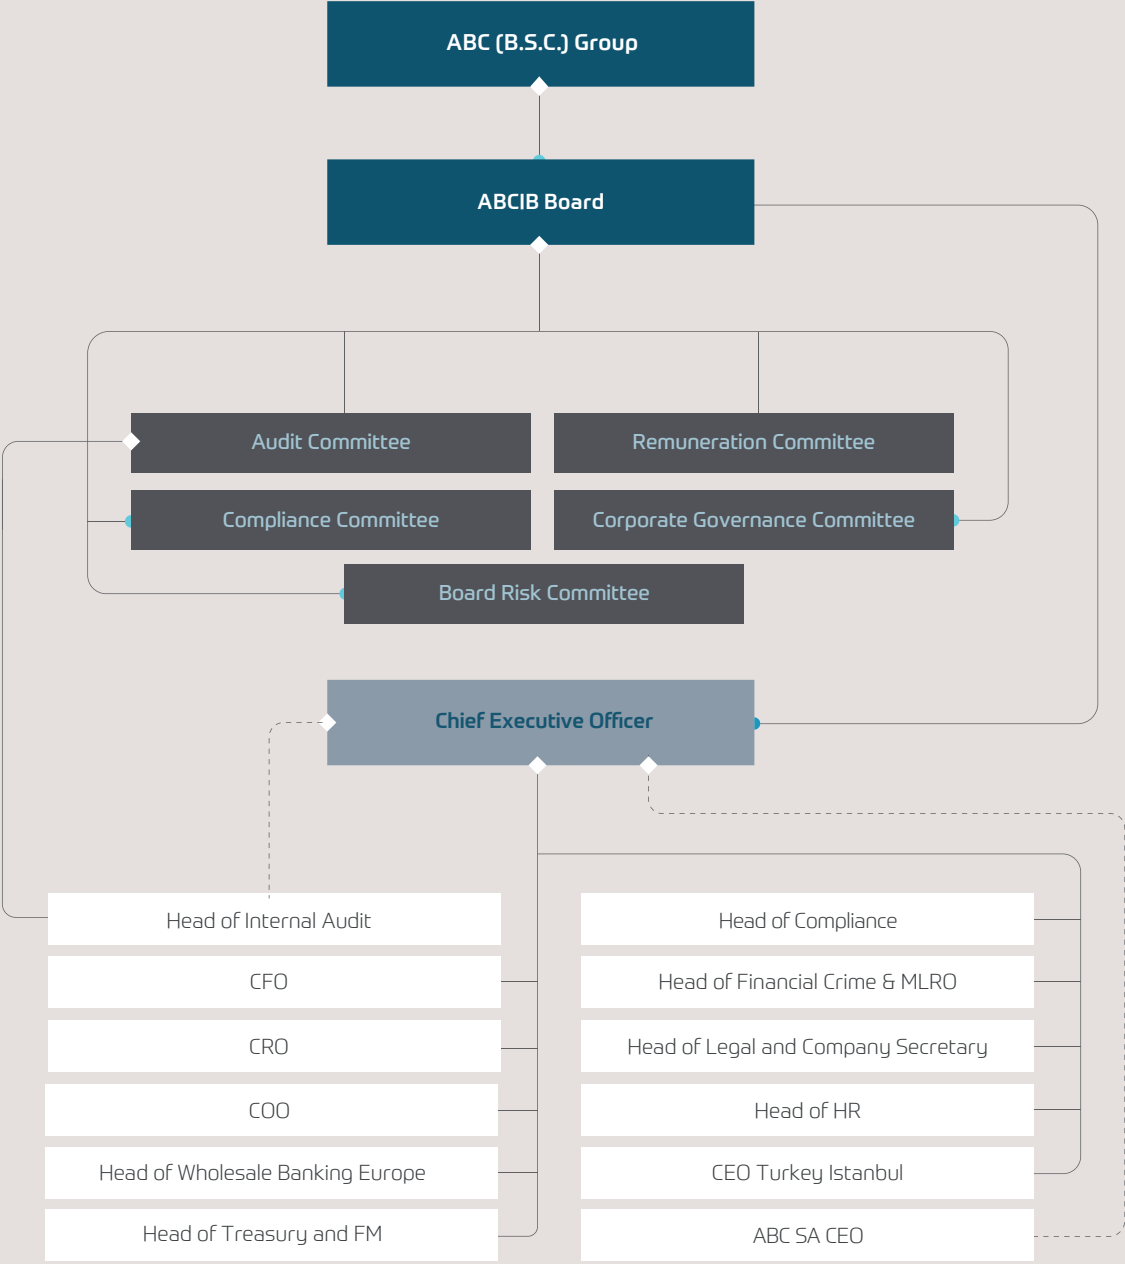 ABC (B.S.C.) Group
ABCIB Board
Audit Committee
Remuneration Committee
Compliance Committee
Corporate Governance Committee
Board Risk Committee
Chief Executive Officer
Head of Internal Audit
Head of Compliance
CFO
Head of Financial Crime & MLRO
CRO
Head of Legal and Company Secretary
COO
Head of HR
Head of Wholesale Banking Europe
CEO Turkey Istanbul
Head of Treasury and FM
ABC SA CEO